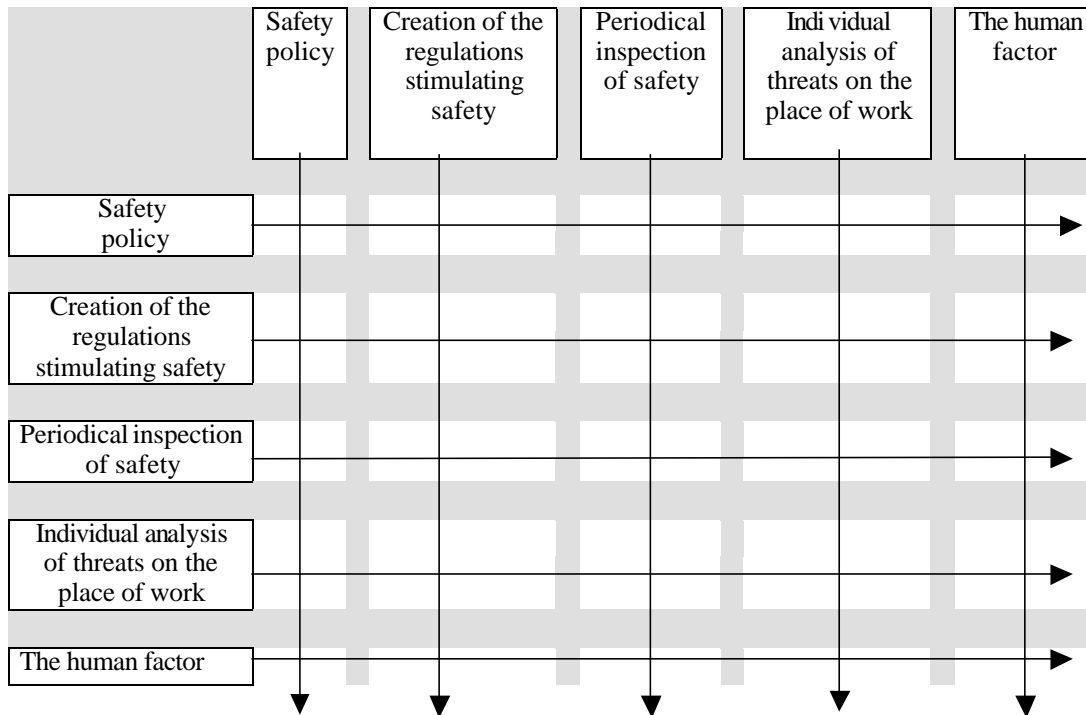 Safety
policy
Creation of the
regulations
stimulating
safety
Periodical
inspection
of safety
Indi vidual
analysis of
threats on the
place of work
The human
factor
Safety
policy
Creation of the
regulations
stimulating safety
Periodical inspection
of safety
Individual analysis
of threats on the
place of work
The human factor